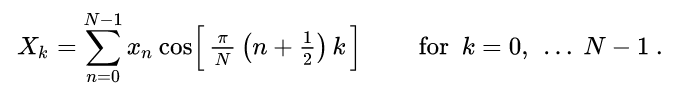 X_k = \sum_{n=0}^{N-1} x_n \cos\left[ \frac{\pi}{N} \left( n + \frac{1}{2} \right) k \right] \quad \text{for } k = 0, \ldots N - 1 .